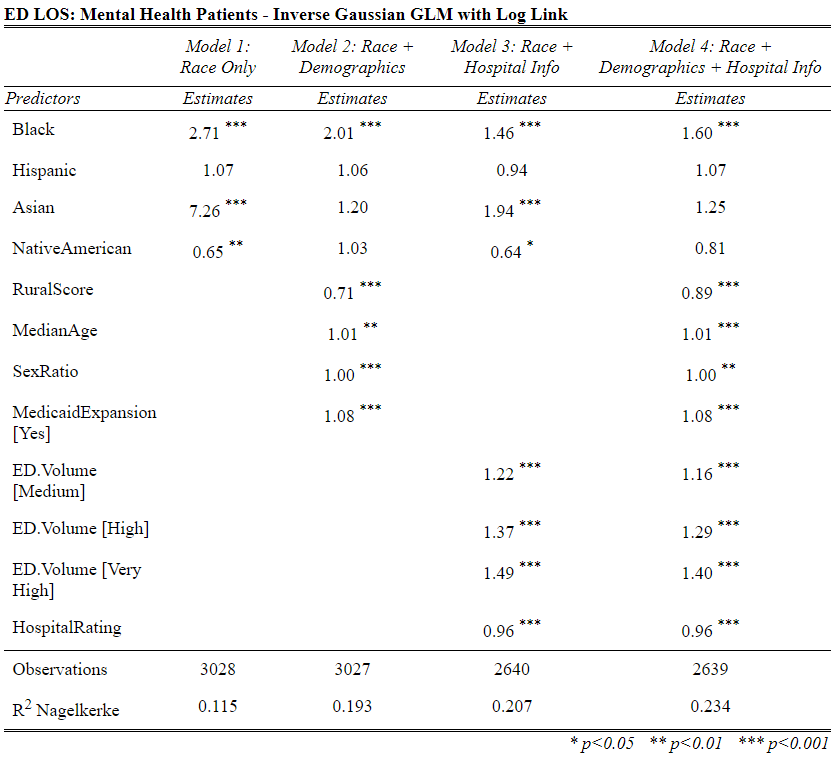 ED LOS: Mental Health Patients - Inverse Gaussian GLM with Log Link
Model 1: Race Only Model 2: Race + Demographics Model 3: Race + Hospital Info Model 4: Race + Demographics + Hospital Info
Predictors Estimates Estimates Estimates Estimates
Black 2.71 *** 2.01 *** 1.46 *** 1.60 ***
Hispanic 1.07 1.06 0.94 1.07
Asian 7.26 *** 1.20 1.94 *** 1.25
NativeAmerican 0.65 ** 1.03 0.64 * 0.81
RuralScore 0.71 *** 0.89 ***
MedianAge 1.01 ** 1.01 ***
SexRatio 1.00 *** 1.00 **
MedicaidExpansion [Yes] 1.08 *** 1.08 ***
ED.Volume [Medium] 1.22 *** 1.16 ***
ED.Volume [High] 1.37 *** 1.29 ***
ED.Volume [Very High] 1.49 *** 1.40 ***
HospitalRating 0.96 *** 0.96 ***
Observations 3028 3027 2640 2639
R2 Nagelkerke 0.115 0.193 0.207 0.234
* p<0.05 ** p<0.01 *** p<0.001